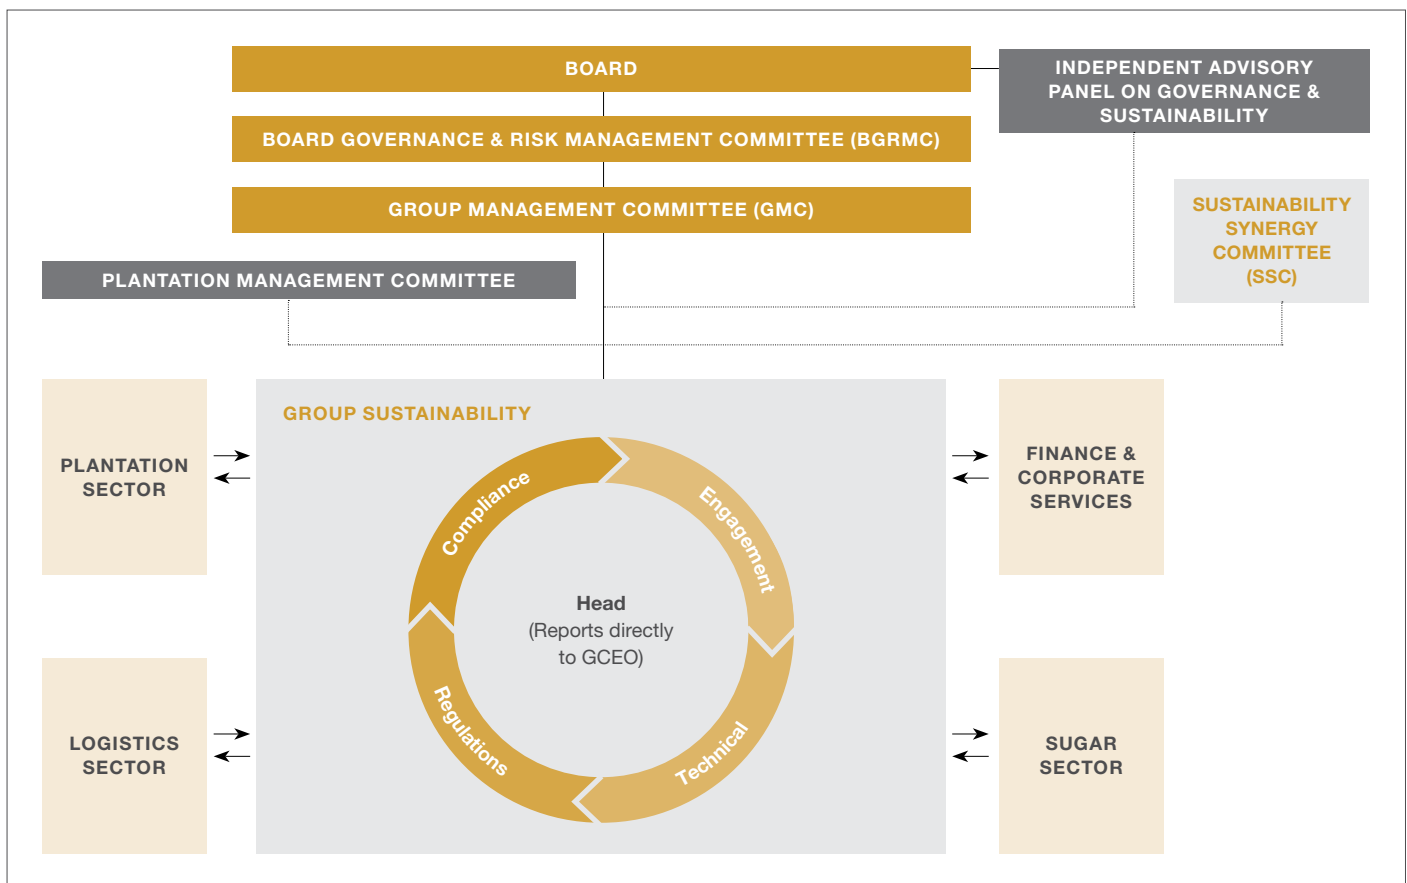 BOARD
INDEPENDENT ADVISORY
PANEL ON GOVERNANCE &
SUSTAINABILITY
BOARD GOVERNANCE & RISK MANAGEMENT COMMITTEE (BGRMC)
GROUP MANAGEMENT COMMITTEE (GMC)
SUSTAINABILITY
SYNERGY
COMMITTEE
(SSC)
PLANTATION MANAGEMENT COMMITTEE
PLANTATION
SECTOR
GROUP SUSTAINABILITY
Compliance
Engagement
Head
(Reports directly
to GCEO)
Regulations
Technical
FINANCE &
CORPORATE
SERVICES
LOGISTICS
SECTOR
SUGAR
SECTOR